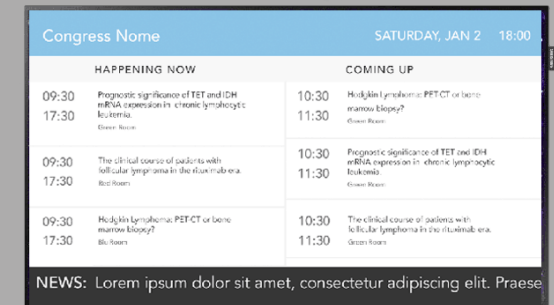 Congress Nome
SATURDAY, JAN 2 18:00
HAPPENING NOW
09:30
17:30
Prognostic significance of TET and IDH
mRNA expression in chronic lymphocytic
leukemia.
Green Room
09:30
17:30
The clinical course of patients with
follicular lymphoma in the rituximab era.
Red Room
09:30
17:30
Hodgkin Lymphoma: PET-CT or bone
marrow biopsy?
Blu Room
COMING UP
10:30
11:30
Hodgkin Lymphoma: PET-CT or bone
marrow biopsy?
Green Room
10:30
11:30
Prognostic significance of TET and IDH
mRNA expression in chronic lymphocytic
leukemia.
Green Room
10:30
11:30
The clinical course of patients with
follicular lymphoma in the rituximab era.
Green Room
NEWS: Lorem ipsum dolor sit amet, consectetur adipiscing elit. Praese